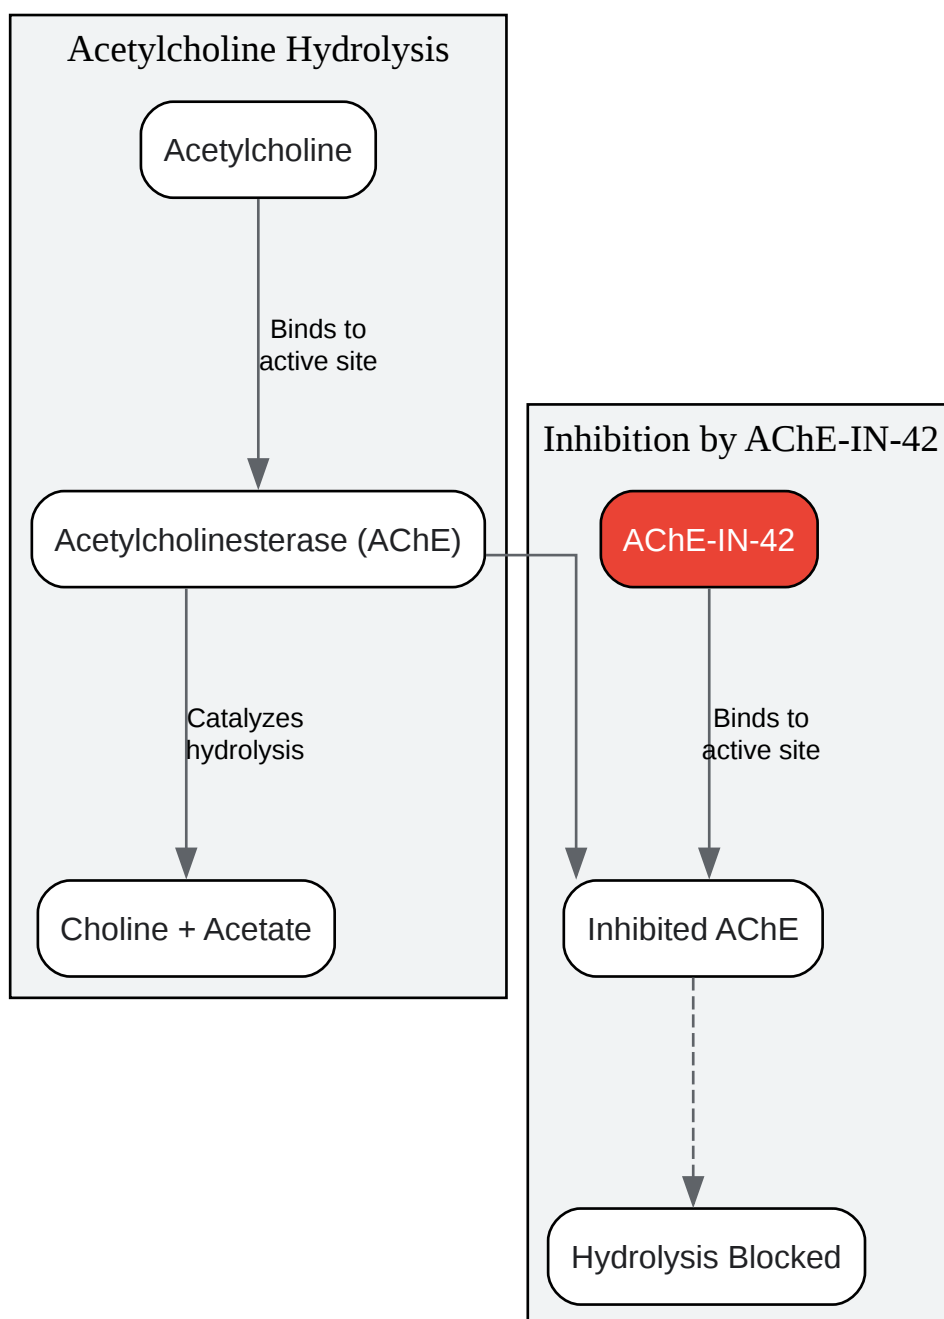 Acetylcholine Hydrolysis
Acetylcholine
Binds to
active site
Acetylcholinesterase (AChE)
Catalyzes
hydrolysis
Choline + Acetate
Inhibition by AChE-IN-42
AChE-IN-42
Binds to
active site
Inhibited AChE
Hydrolysis Blocked